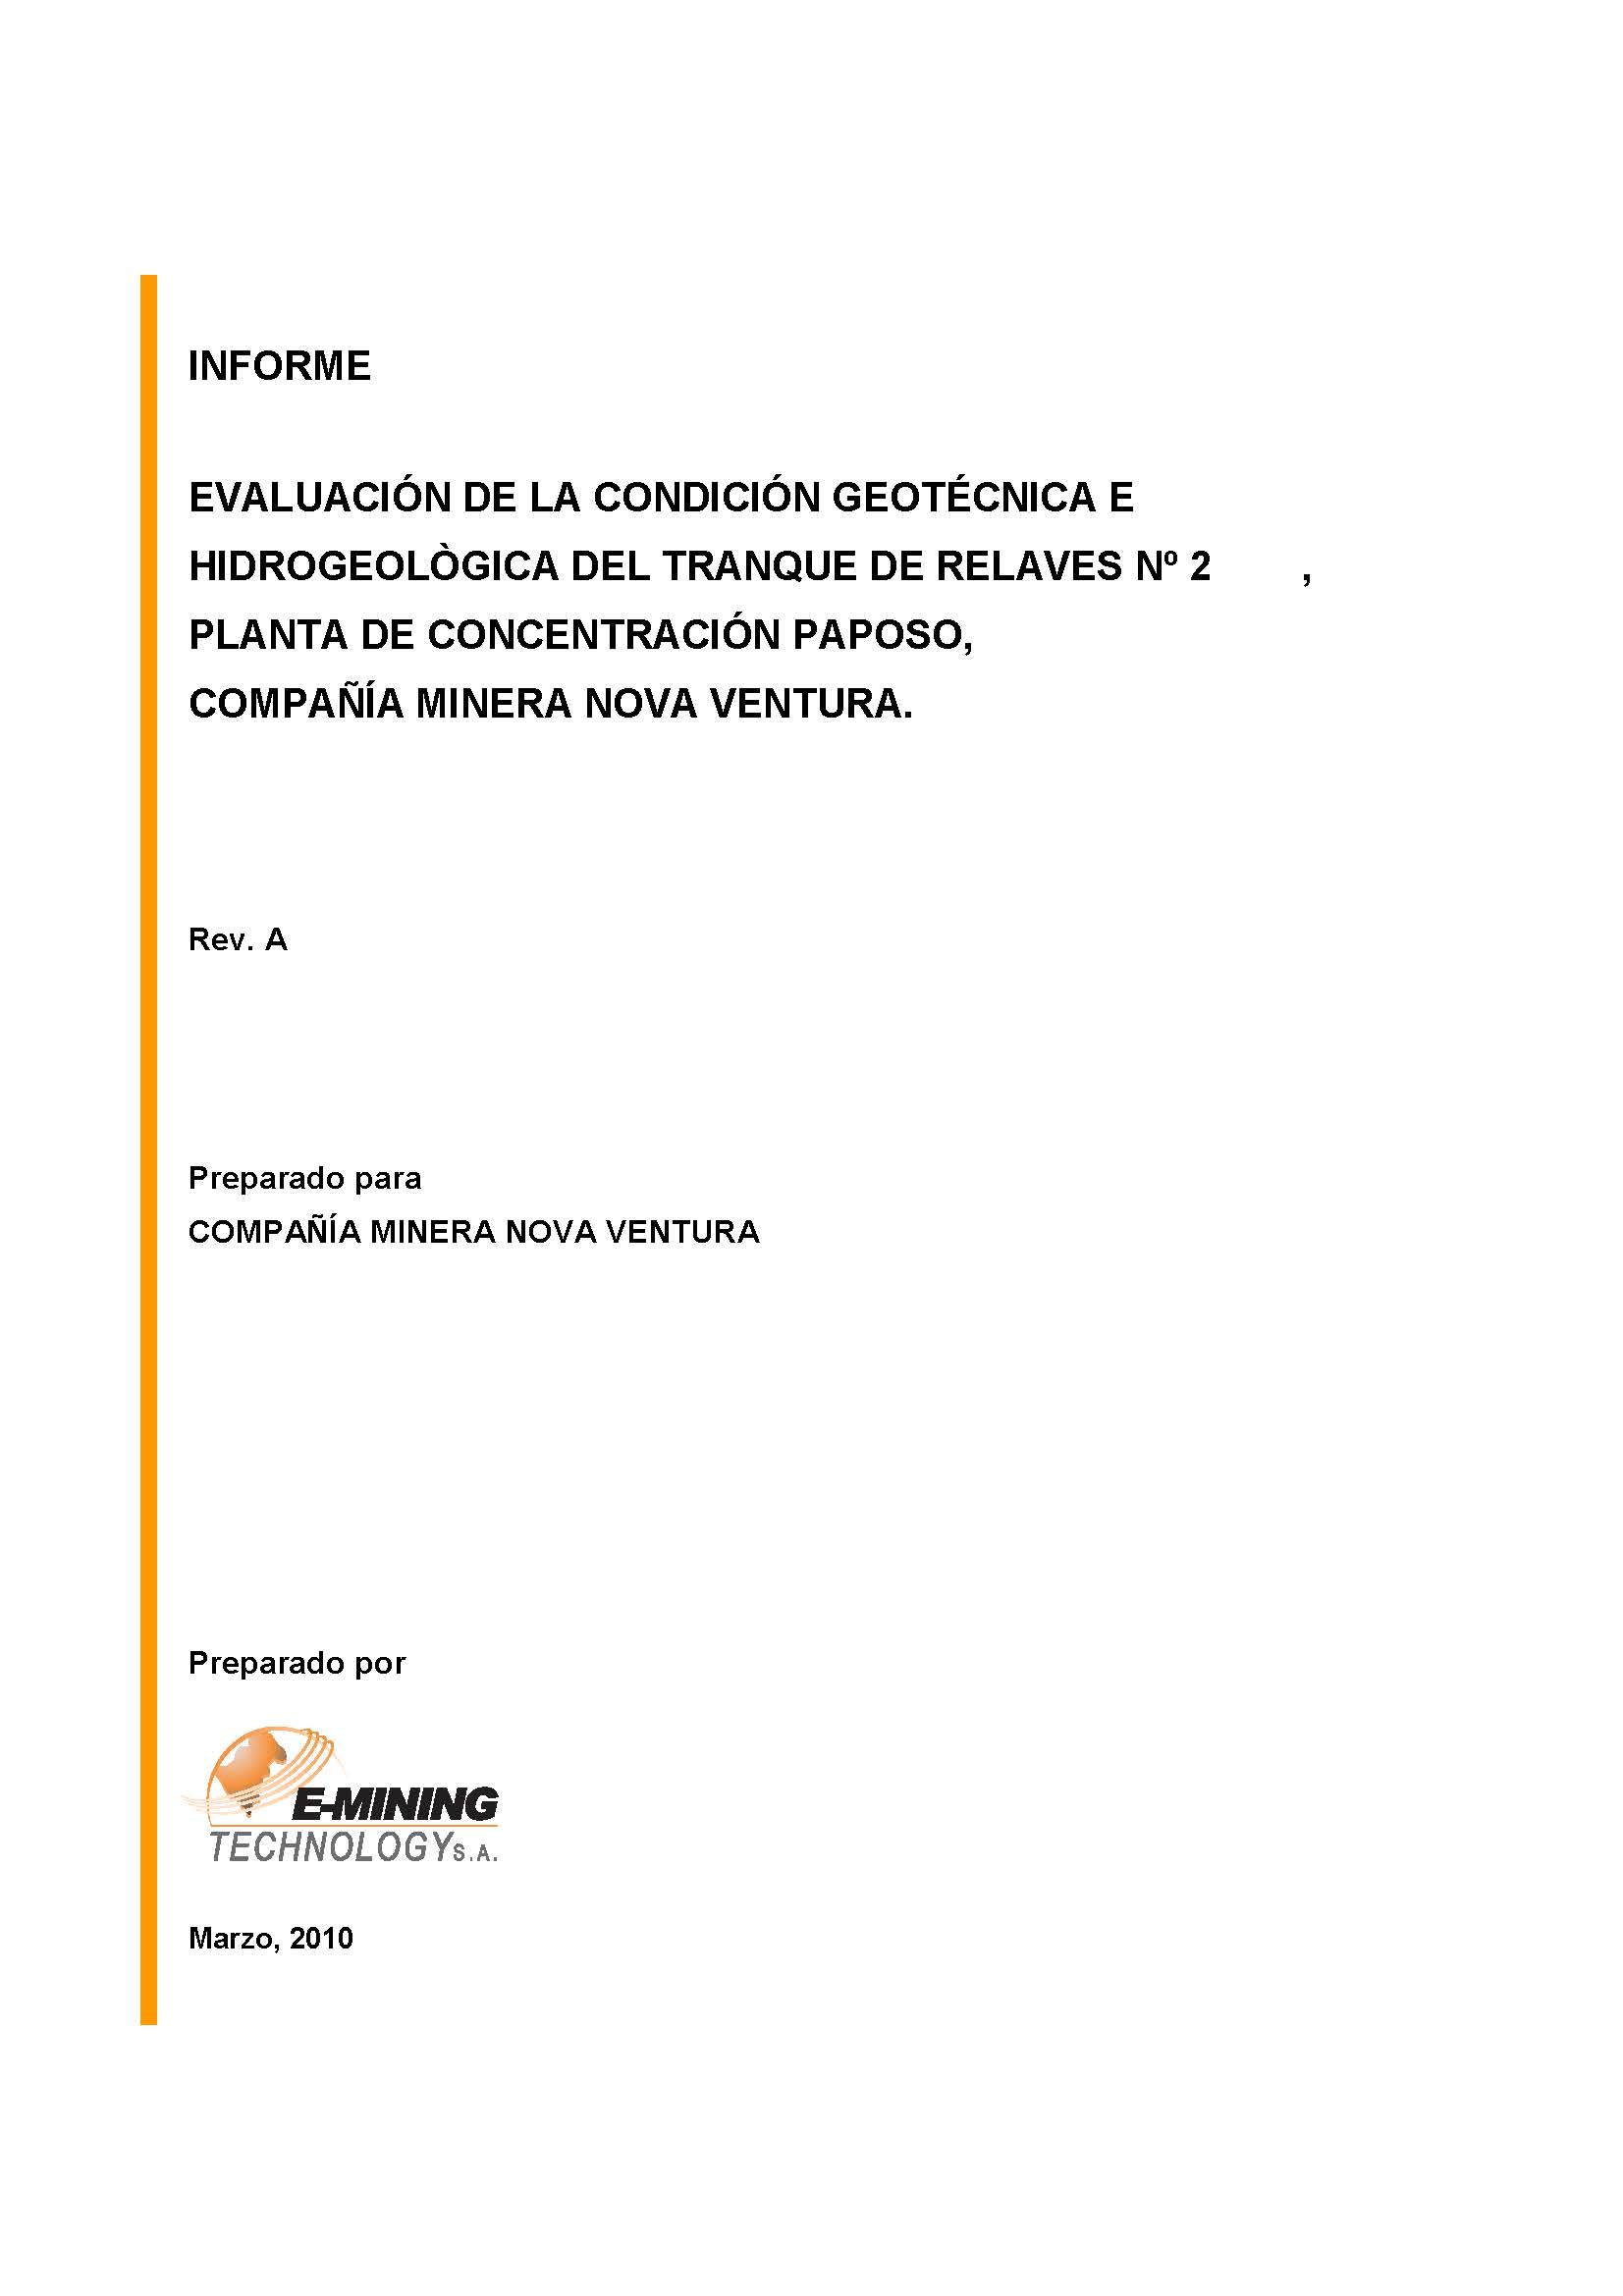 INFORME
EVALUACIÓN DE LA CONDICIÓN GEOTÉCNICA E
HIDROGEOLÒGICA DEL TRANQUE DE RELAVES Nº 2 ,
PLANTA DE CONCENTRACIÓN PAPOSO,
COMPAÑÍA MINERA NOVA VENTURA.
Rev. A
Preparado para
COMPAÑÍA MINERA NOVA VENTURA
Preparado por
E-MINING
TECHNOLOGY S.A.
Marzo, 2010